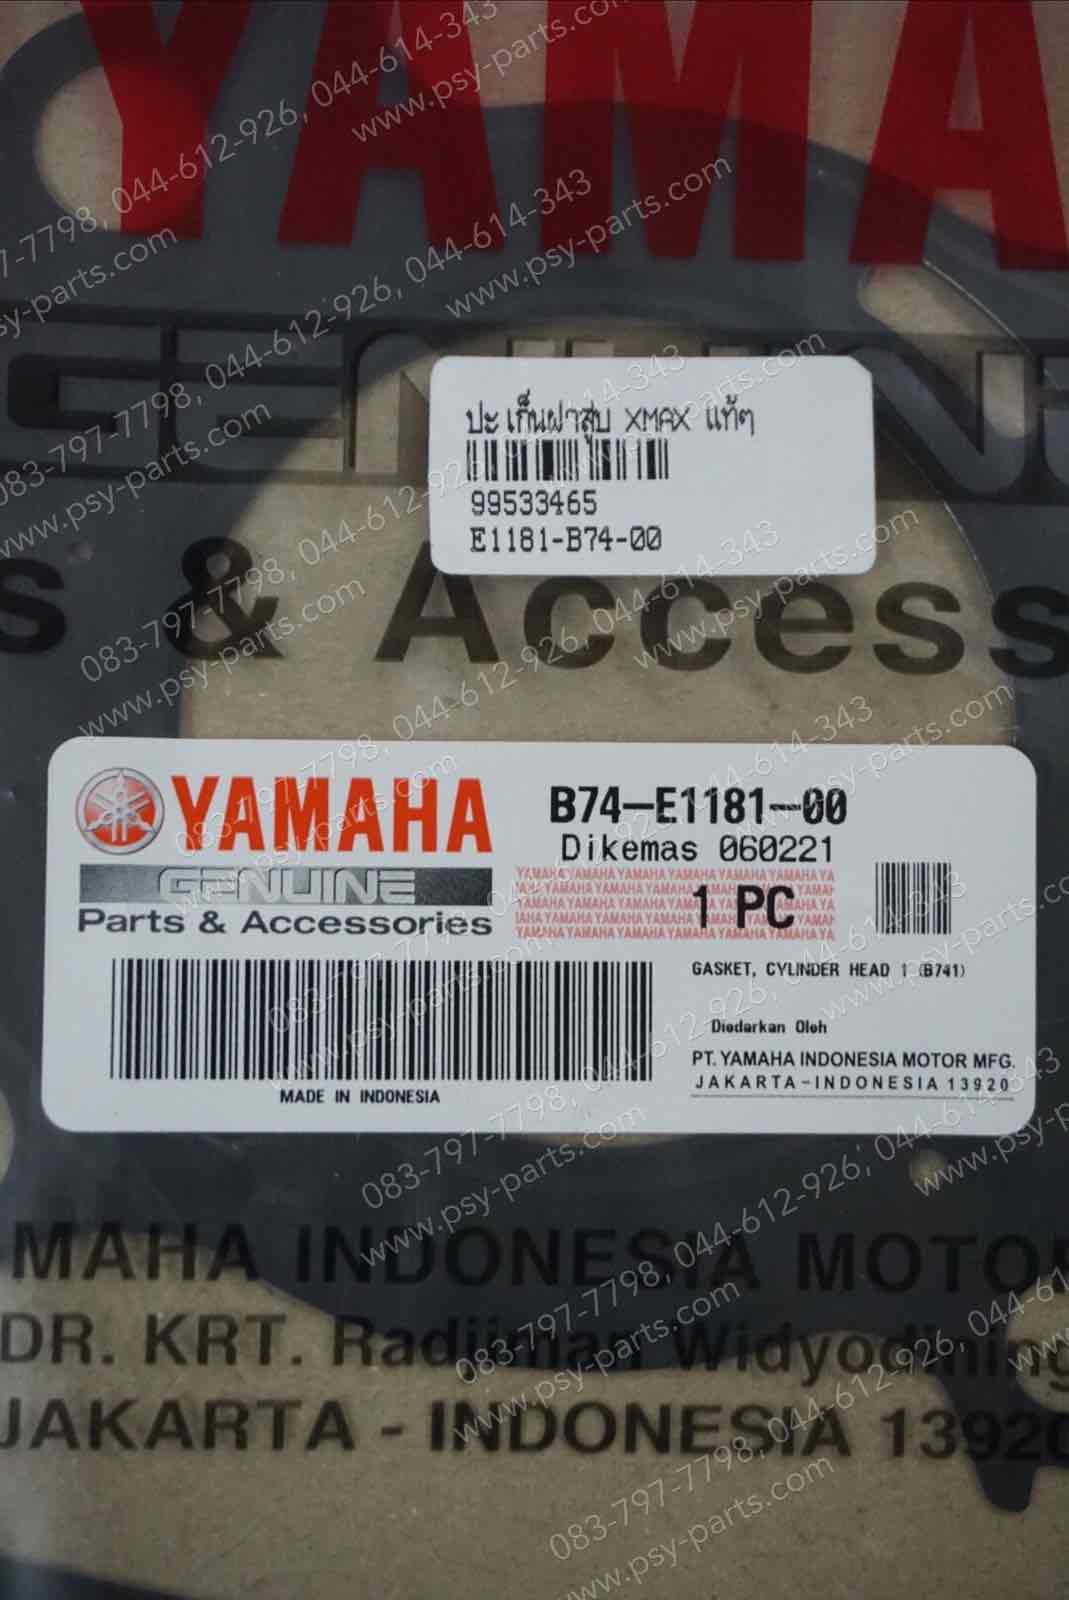 YAMA
GENUINE
s & Access
ปะเก็นฝาสูบ XMAX แท้ๆ
99533465
E1181-B74-00
YAMAHA
GENUINE
Parts & Accessories
B74-E1181-00
Dikemas 060221
1 PC
GASKET, CYLINDER HEAD 1 (B741)
Diedarkan Oleh
PT. YAMAHA INDONESIA MOTOR MFG.
JAKARTA-INDONESIA 13920
MADE IN INDONESIA
MAHA INDONESIA MOTO
DR. KRT. Radjiman Widyodining
JAKARTA - INDONESIA 13920
083-797-7798, 044-612-926, 044-614-343
www.psy-parts.com